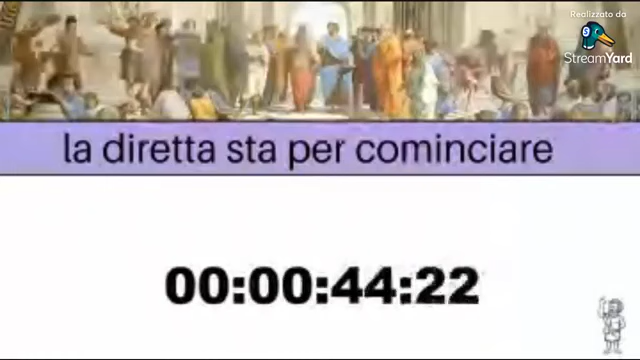 Realizzato da
StreamYard
la diretta sta per cominciare
00:00:44:22